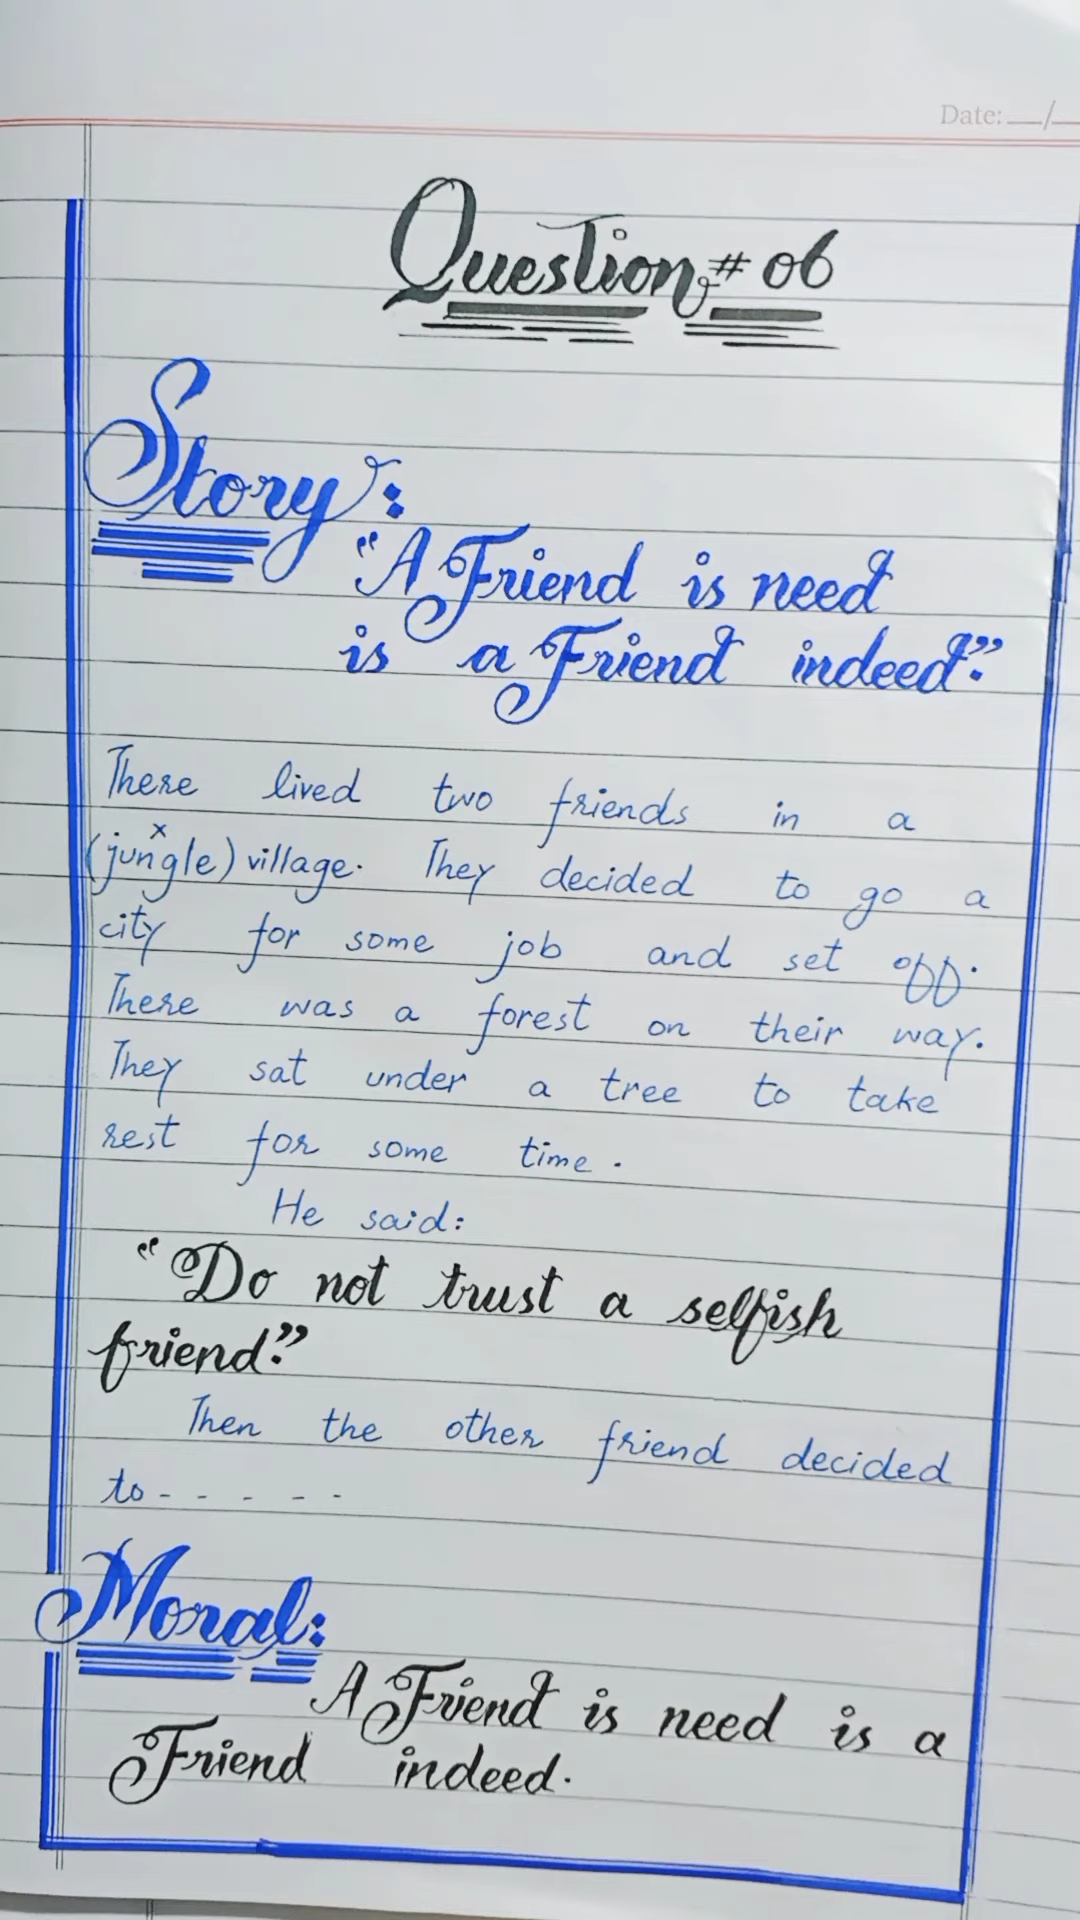 Date: __/__
Question # 06
Story:
"A Friend is need
is a Friend indeed".
There lived two friends in a
(jungle) village. They decided to go a
x
city for some job and set off.
There was a forest on their way.
They sat under a tree to take
rest for some time.
He said:
"Do not trust a selfish
friend."
Then the other friend decided
to - - - - -
Moral:
A Friend is need is a
Friend indeed.